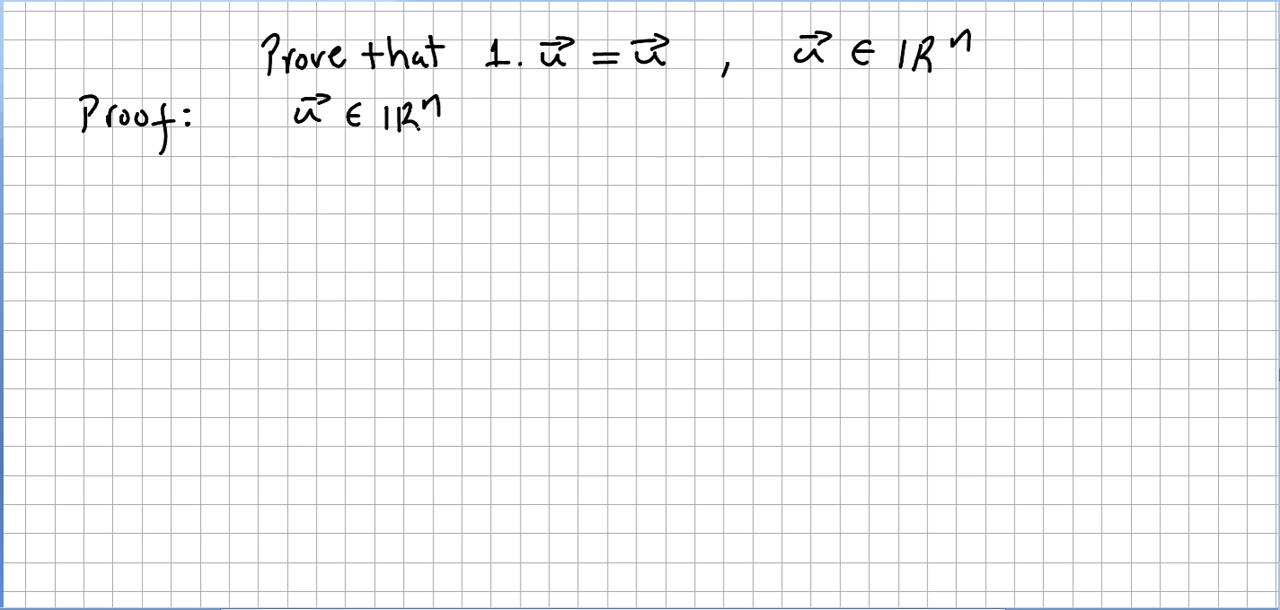 Prove that 1. u⃗ = u⃗ , u⃗ ∈ ℝⁿ
Proof: u⃗ ∈ ℝⁿ